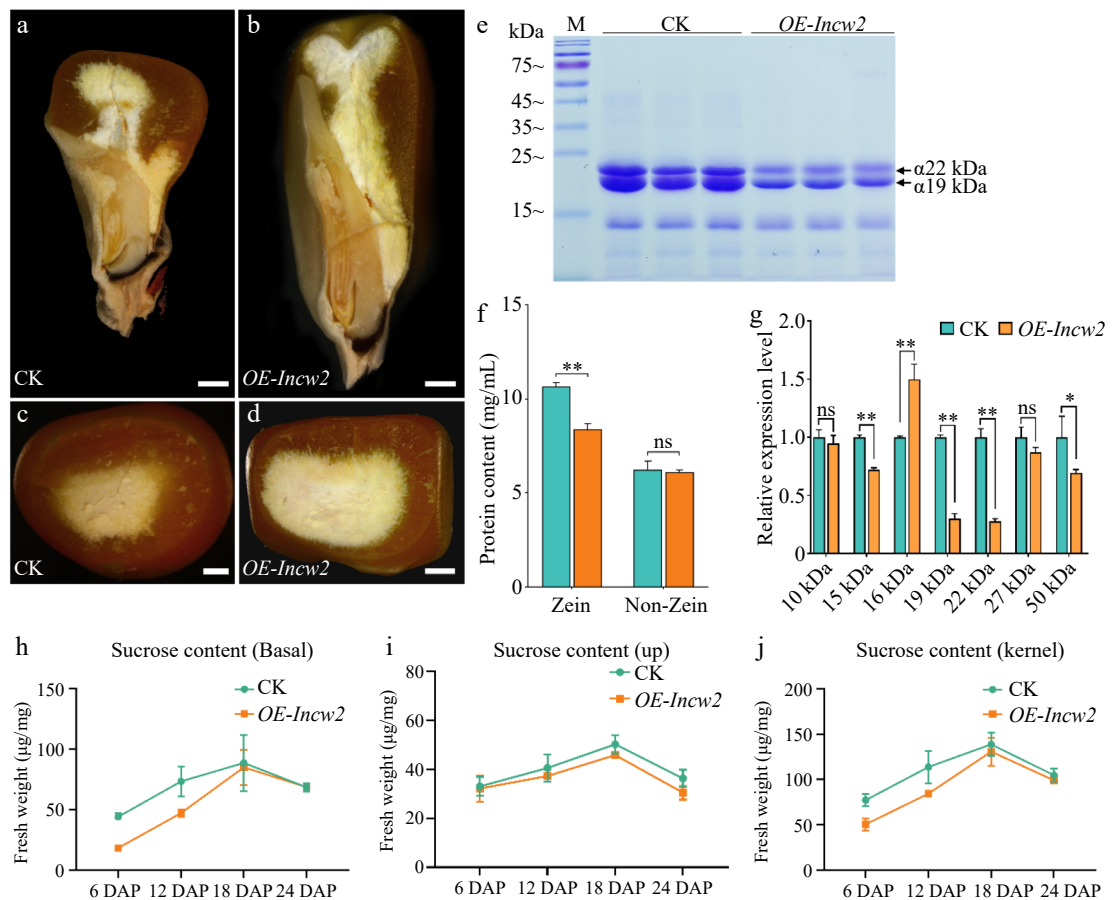 a
CK
b
OE-Incw2
c
CK
d
OE-Incw2
e
kDa
M
CK
OE-Incw2
75~
45~
35~
25~
15~
α22 kDa
α19 kDa
f
Protein content (mg/mL)
15
10
5
0
**
ns
Zein
Non-Zein
g
CK
OE-Incw2
Relative expression level
2.0
1.5
1.0
0.5
0
ns
**
**
**
**
ns
*
10 kDa
15 kDa
16 kDa
19 kDa
22 kDa
27 kDa
50 kDa
h
Sucrose content (Basal)
CK
OE-Incw2
Fresh weight (μg/mg)
150
100
50
0
6 DAP
12 DAP
18 DAP
24 DAP
i
Sucrose content (up)
CK
OE-Incw2
Fresh weight (μg/mg)
80
60
40
20
0
6 DAP
12 DAP
18 DAP
24 DAP
j
Sucrose content (kernel)
CK
OE-Incw2
Fresh weight (μg/mg)
200
150
100
50
0
6 DAP
12 DAP
18 DAP
24 DAP